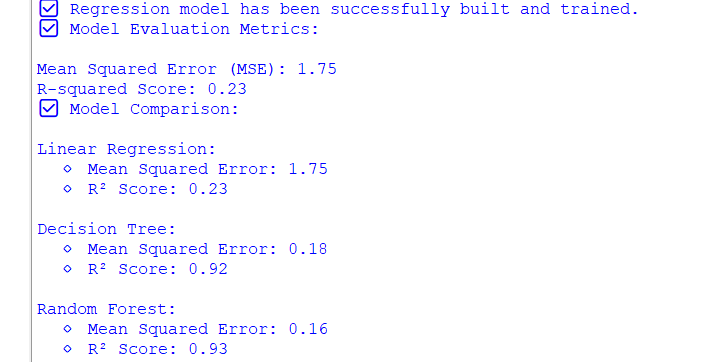 ☑ Regression model has been successfully built and trained.
☑ Model Evaluation Metrics:
Mean Squared Error (MSE): 1.75
R-squared Score: 0.23
☑ Model Comparison:
Linear Regression:
⋄ Mean Squared Error: 1.75
⋄ R² Score: 0.23
Decision Tree:
⋄ Mean Squared Error: 0.18
⋄ R² Score: 0.92
Random Forest:
⋄ Mean Squared Error: 0.16
⋄ R² Score: 0.93